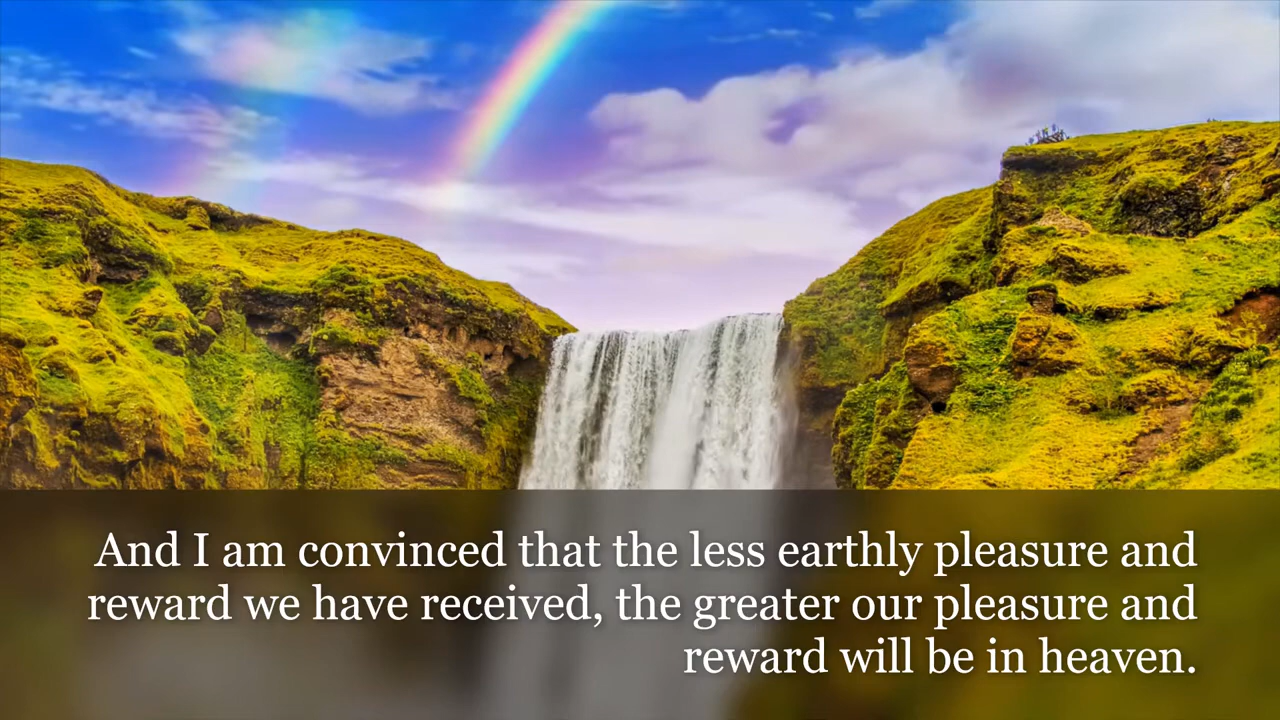 And I am convinced that the less earthly pleasure and
reward we have received, the greater our pleasure and
reward will be in heaven.